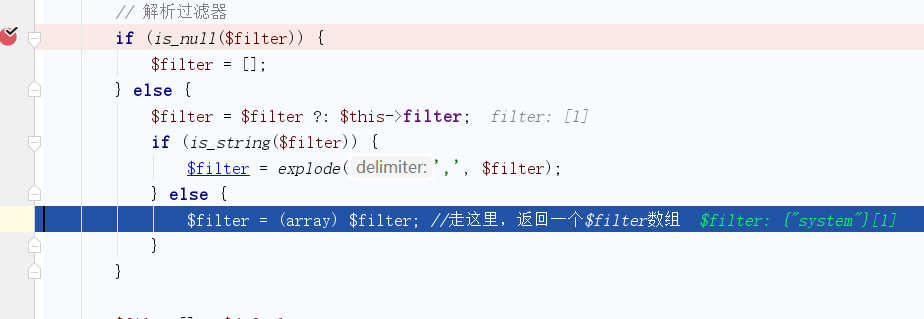 // 解析过滤器
if (is_null($filter)) {
$filter = [];
} else {
$filter = $filter ?: $this->filter; filter: [1]
if (is_string($filter)) {
$filter = explode( delimiter: ',', $filter);
} else {
$filter = (array) $filter; //走这里，返回一个$filter数组 $filter: {"system"}[1]
}
}